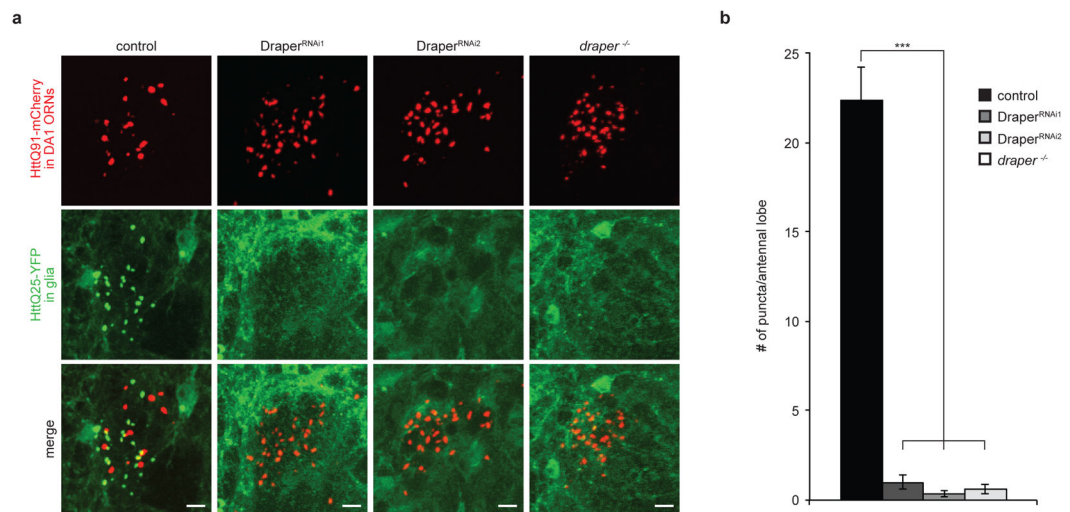 a
control
Draper^RNAi1
Draper^RNAi2
draper -/-
HttQ91-mCherry
in DA1 ORNs
HttQ25-YFP
in glia
merge
b
# of puncta/antennal lobe
25
20
15
10
5
0
***
control
Draper^RNAi1
Draper^RNAi2
draper -/-